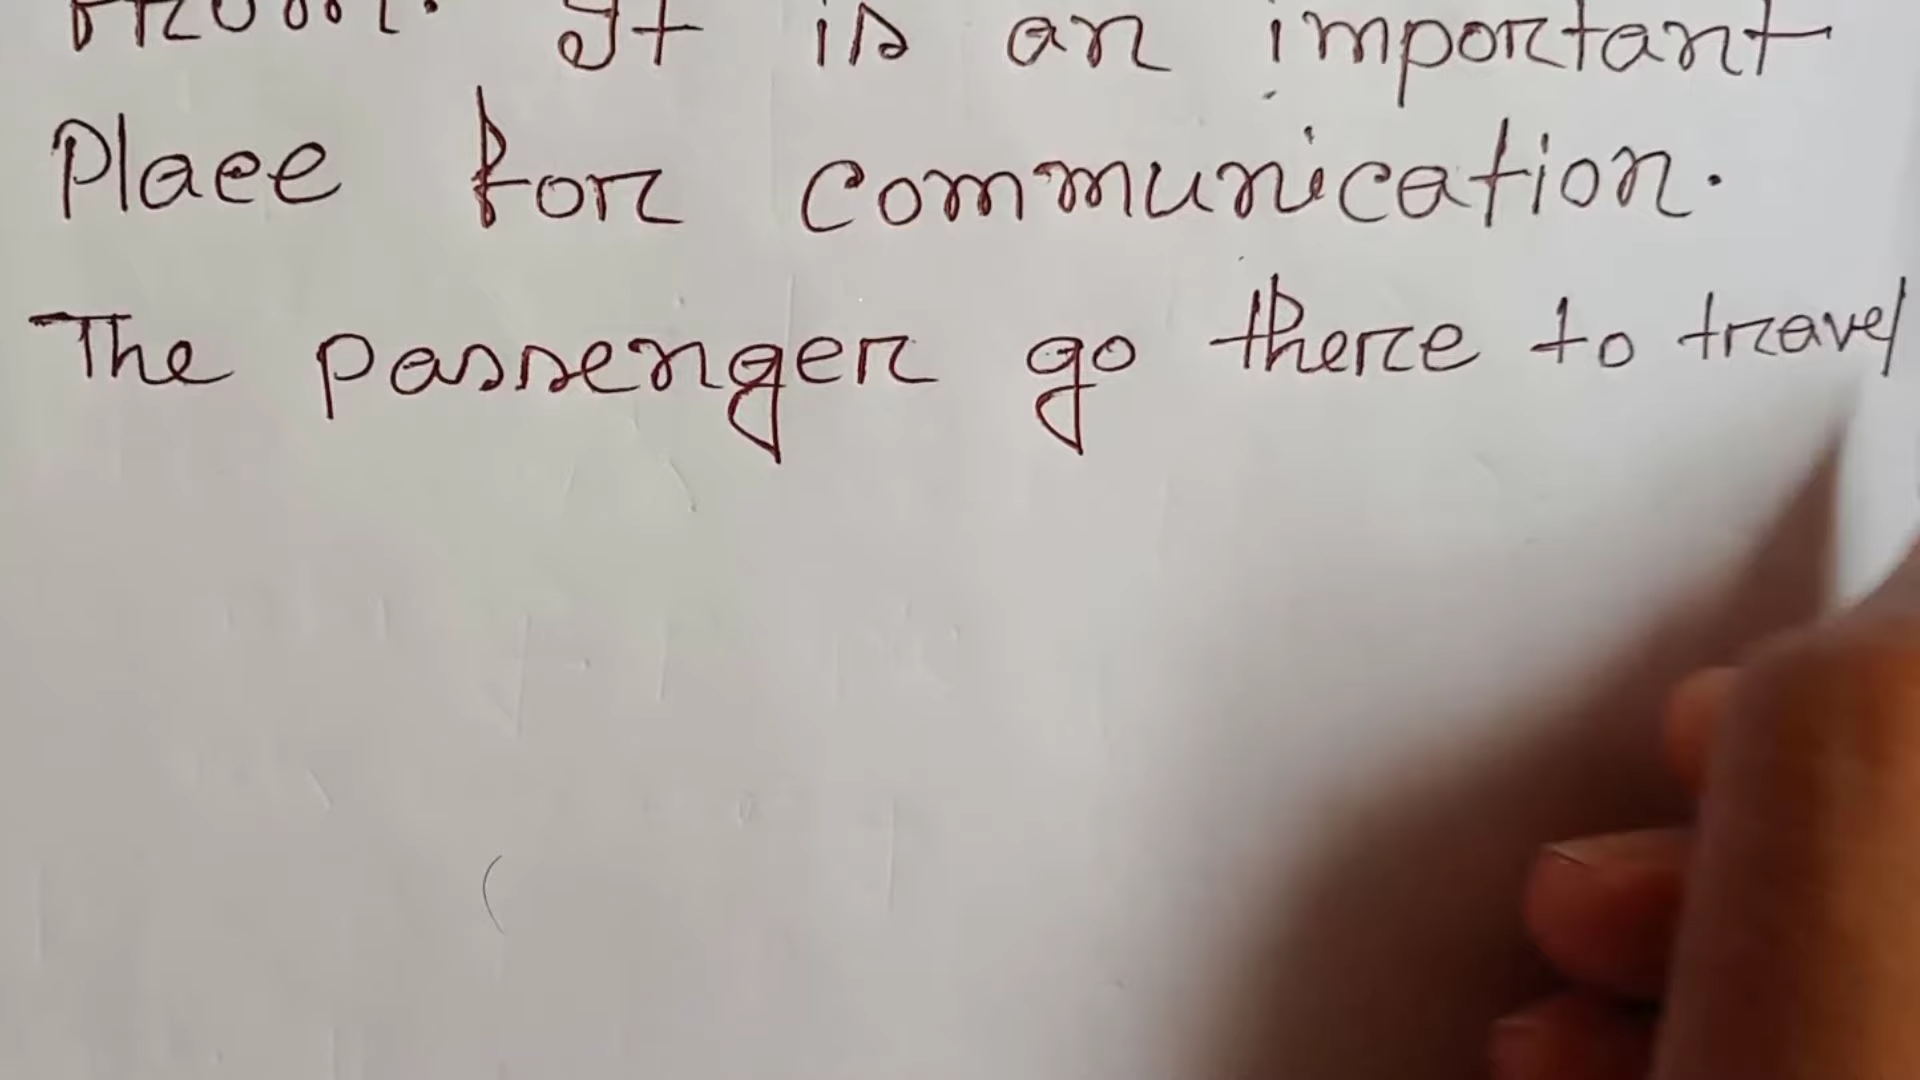 It is an important
Place for communication.
The passenger go there to travel